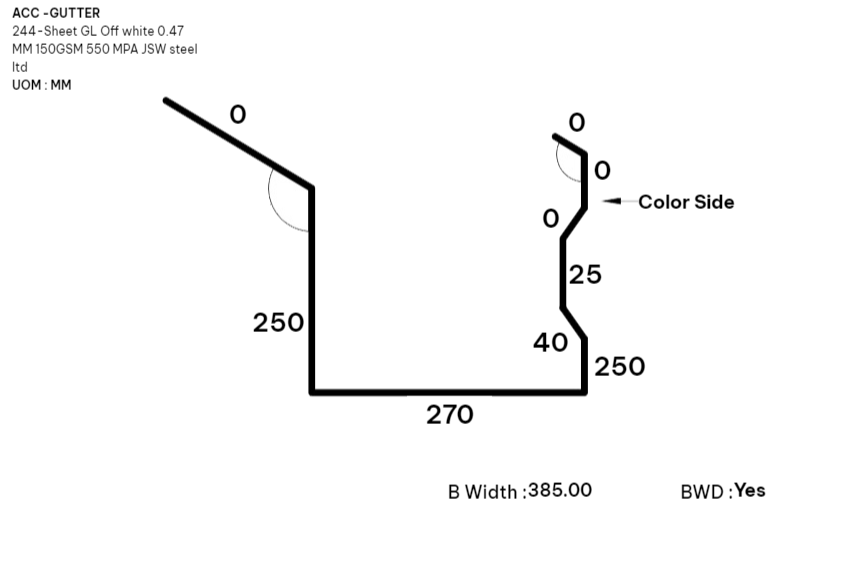 ACC -GUTTER
244-Sheet GL Off white 0.47
MM 150GSM 550 MPA JSW steel
ltd
UOM : MM
0
0
0
Color Side
0
25
250
40
250
270
B Width :385.00
BWD :Yes